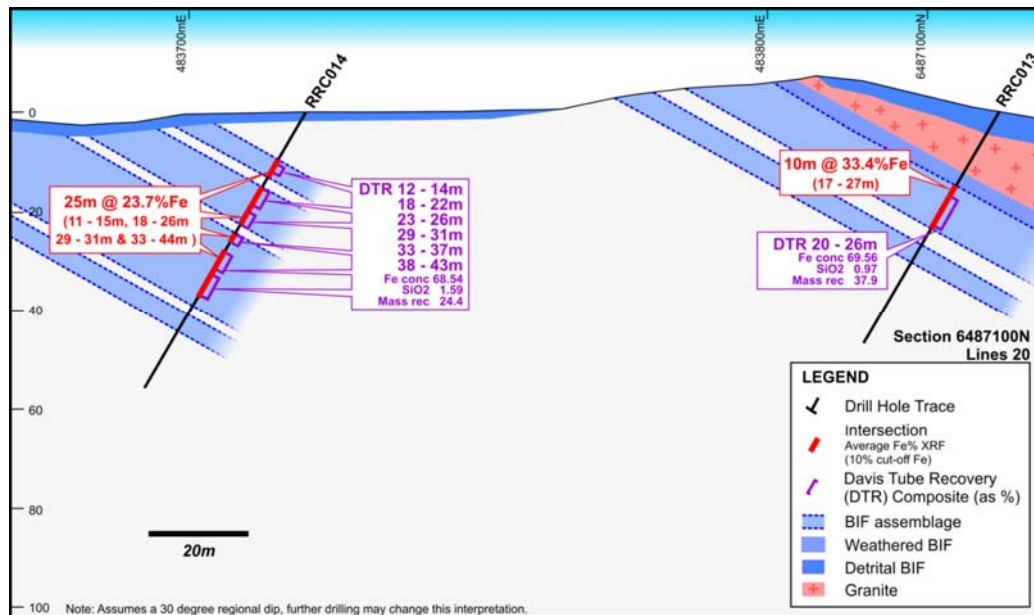 483700mE
483800mE
6487100mN
RRC014
RRC013
0
20
40
60
80
100
25m @ 23.7%Fe
(11 - 15m, 18 - 26m
29 - 31m & 33 - 44m )
DTR 12 - 14m
18 - 22m
23 - 26m
29 - 31m
33 - 37m
38 - 43m
Fe conc 68.54
SiO2 1.59
Mass rec 24.4
10m @ 33.4%Fe
(17 - 27m)
DTR 20 - 26m
Fe conc 69.56
SiO2 0.97
Mass rec 37.9
Section 6487100N
Lines 20
LEGEND
Drill Hole Trace
Intersection
Average Fe% XRF
(10% cut-off Fe)
Davis Tube Recovery
(DTR) Composite (as %)
BIF assemblage
Weathered BIF
Detrital BIF
Granite
20m
Note: Assumes a 30 degree regional dip, further drilling may change this interpretation.